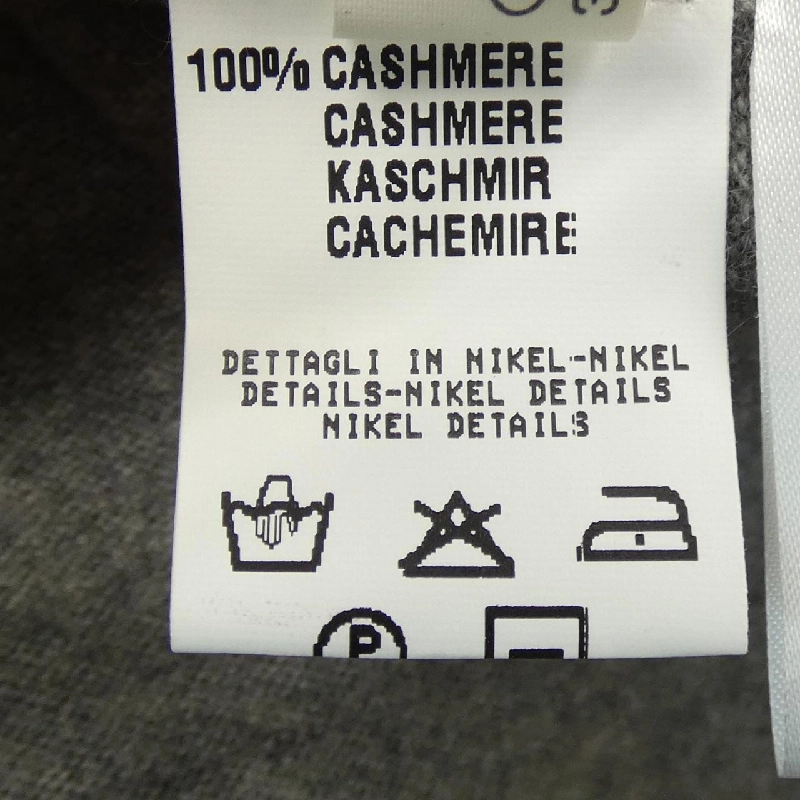 100% CASHMERE
CASHMERE
KASCHMIR
CACHEMIRE
DETTAGLI IN NIKEL-NIKEL
DETAILS-NIKEL DETAILS
NIKEL DETAILS
P